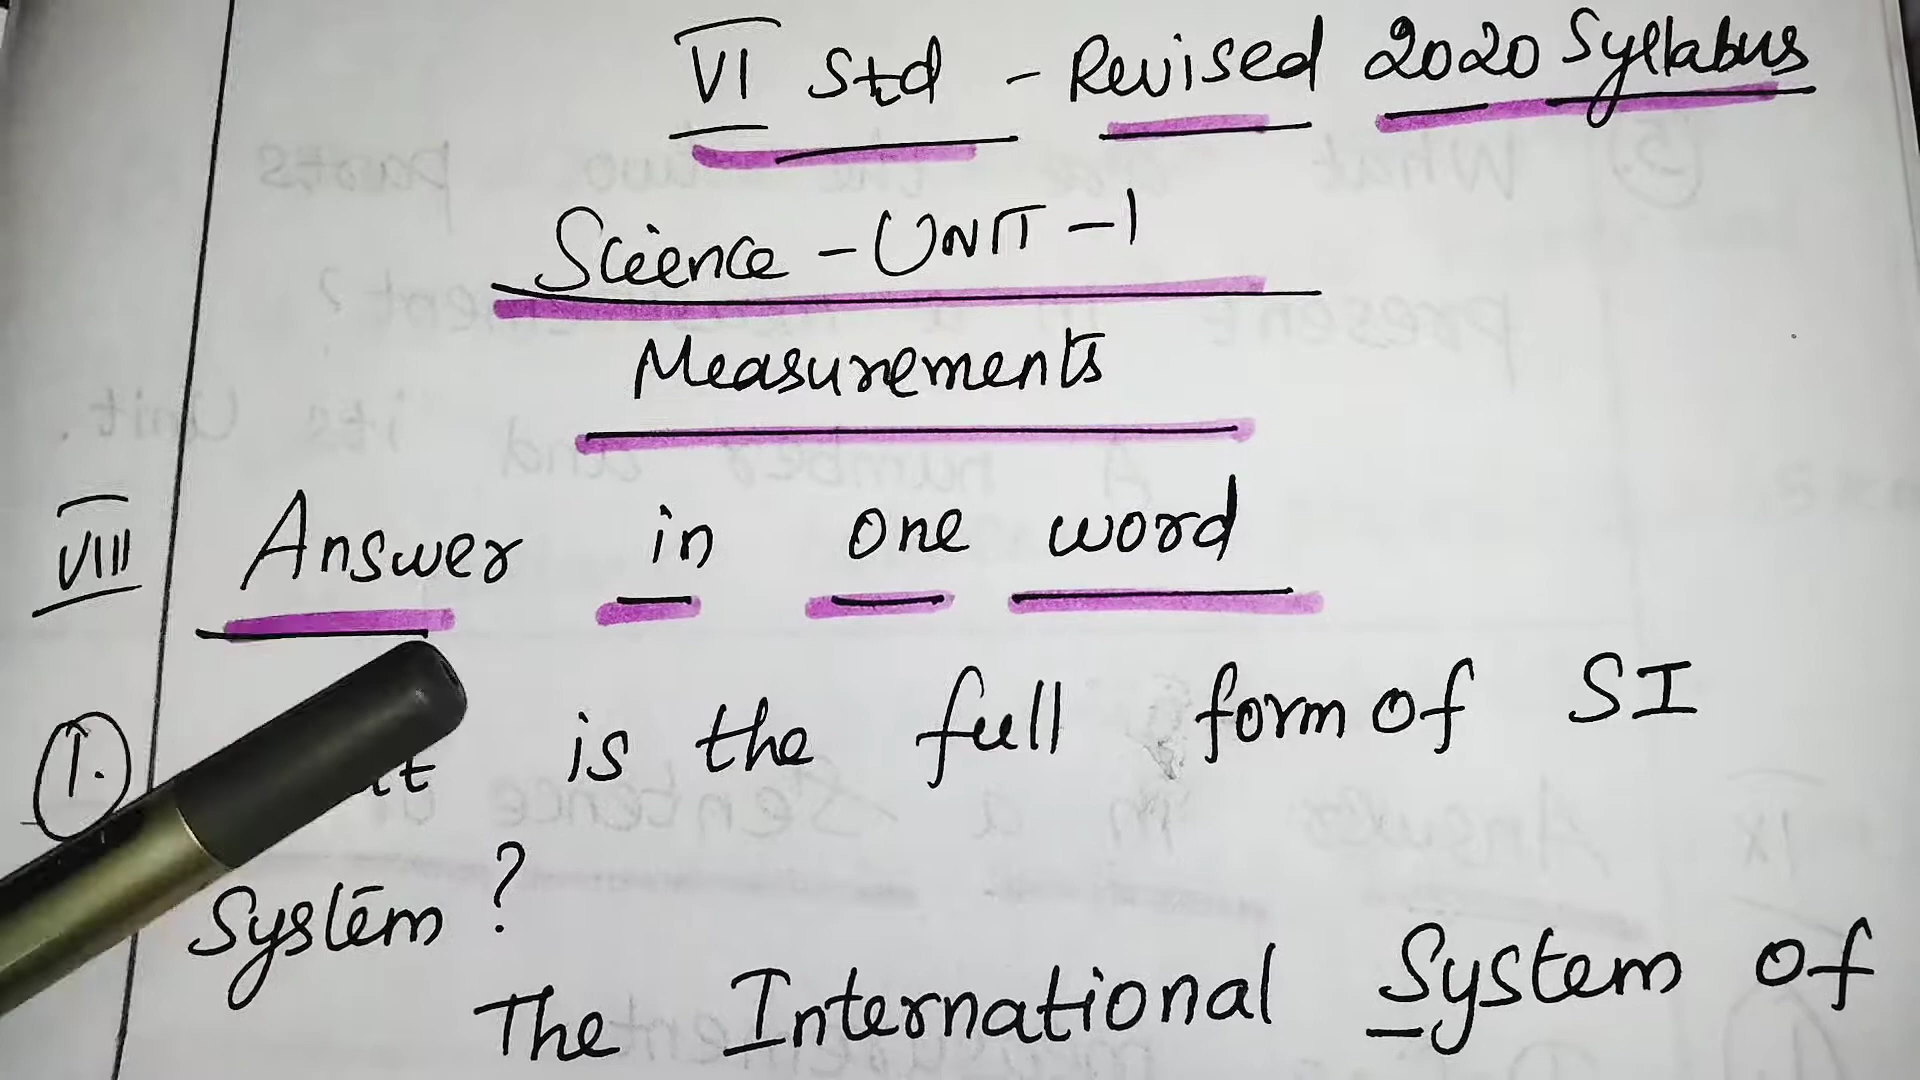 VI Std - Revised 2020 Syllabus
Science - UNIT - 1
Measurements
VIII Answer in one word
1. is the full form of SI
System ?
The International System of